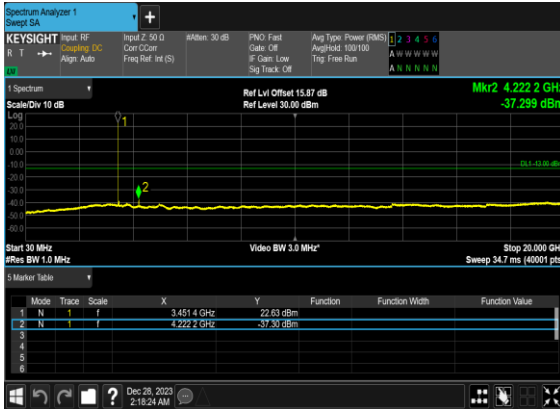 Spectrum Analyzer 1
Swept SA
+
KEYSIGHT
R T
LXI
Input: RF
Coupling: DC
Align: Auto
Input Z: 50 Ω
Corr CCorr
Freq Ref: Int (S)
#Atten: 30 dB
PNO: Fast
Gate: Off
IF Gain: Low
Sig Track: Off
Avg Type: Power (RMS)
Avg|Hold: 100/100
Trig: Free Run
1 2 3 4 5 6
A W W W W W
A N N N N N
1 Spectrum
Scale/Div 10 dB
Ref Lvl Offset 15.87 dB
Ref Level 30.00 dBm
Mkr2 4.222 2 GHz
-37.299 dBm
Log
20.0
10.0
0.00
-10.0
-20.0
-30.0
-40.0
-50.0
-60.0
1
2
DL1 -13.00 dBm
Start 30 MHz
#Res BW 1.0 MHz
Video BW 3.0 MHz*
Stop 20.000 GHz
Sweep 34.7 ms (40001 pts)
5 Marker Table
Mode Trace Scale X Y Function Function Width Function Value
1 N 1 f 3.451 4 GHz 22.63 dBm
2 N 1 f 4.222 2 GHz -37.30 dBm
3
4
5
6
?
Dec 28, 2023
2:18:24 AM